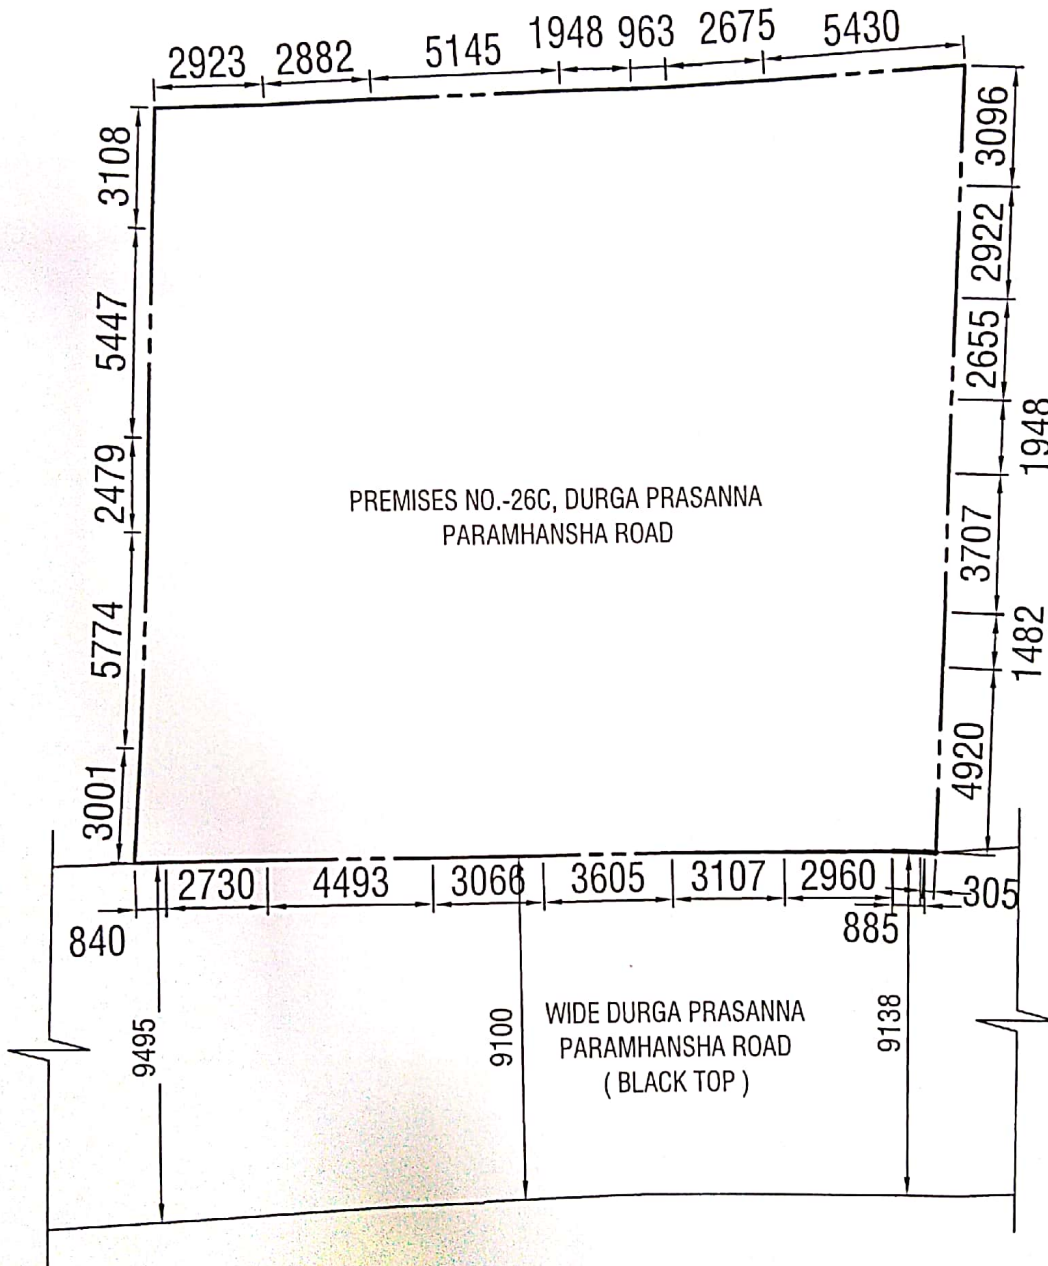 2923 2882 5145 1948 963 2675 5430
3108
5447
2479
5774
3001
3096
2922
2655
1948
3707
1482
4920
PREMISES NO.-26C, DURGA PRASANNA
PARAMHANSHA ROAD
2730 4493 3066 3605 3107 2960 305
840 885
9495
9100
9138
WIDE DURGA PRASANNA
PARAMHANSHA ROAD
( BLACK TOP )